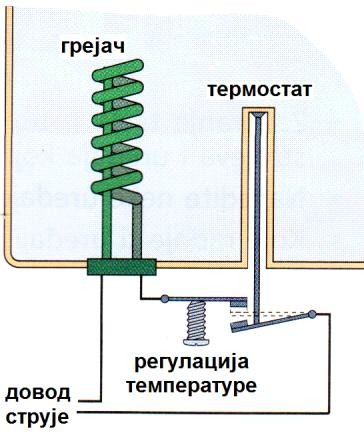 грејач
термостат
регулација
температуре
довод
струје